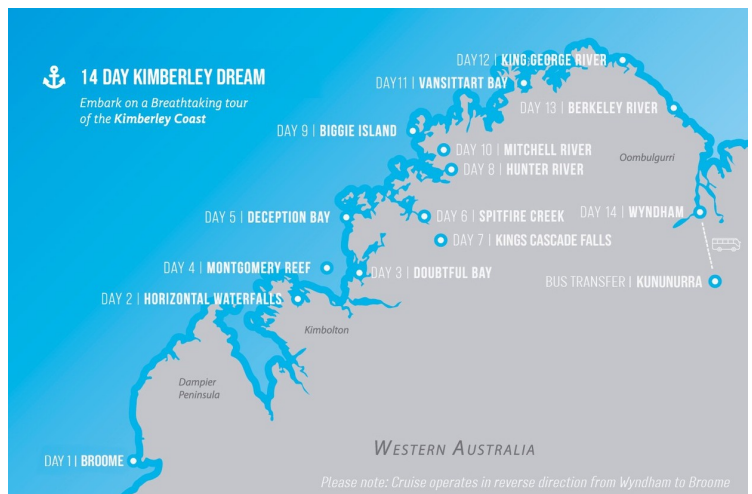 14 DAY KIMBERLEY DREAM
Embark on a Breathtaking tour
of the Kimberley Coast
DAY12 | KING GEORGE RIVER
DAY11 | VANSITTART BAY
DAY 13 | BERKELEY RIVER
DAY 9 | BIGGIE ISLAND
DAY 10 | MITCHELL RIVER
Oombulgurri
DAY 8 | HUNTER RIVER
DAY 5 | DECEPTION BAY
DAY 6 | SPITFIRE CREEK
DAY 14 | WYNDHAM
DAY 7 | KINGS CASCADE FALLS
DAY 4 | MONTGOMERY REEF
DAY 3 | DOUBTFUL BAY
BUS TRANSFER | KUNUNURRA
DAY 2 | HORIZONTAL WATERFALLS
Kimbolton
Dampier
Peninsula
WESTERN AUSTRALIA
DAY 1 | BROOME
Please note: Cruise operates in reverse direction from Wyndham to Broome